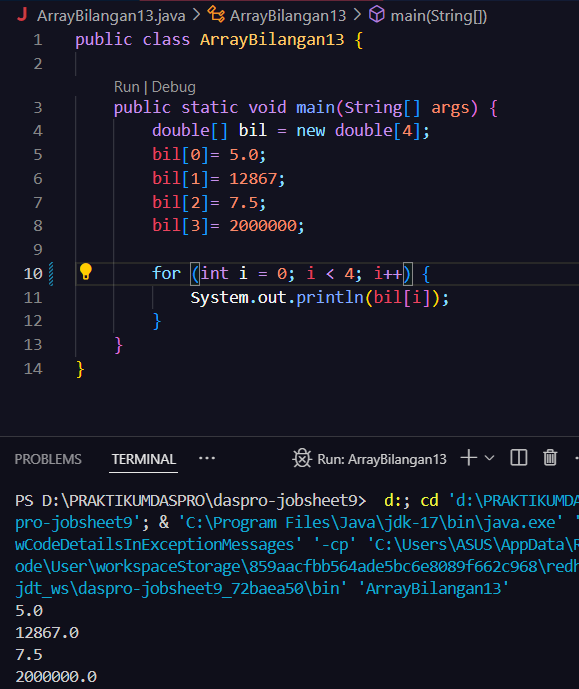 J ArrayBilangan13.java > ArrayBilangan13 > main(String[])
1 public class ArrayBilangan13 {
2
Run | Debug
3 public static void main(String[] args) {
4 double[] bil = new double[4];
5 bil[0]= 5.0;
6 bil[1]= 12867;
7 bil[2]= 7.5;
8 bil[3]= 2000000;
9
10 for (int i = 0; i < 4; i++) {
11 System.out.println(bil[i]);
12 }
13 }
14 }
PROBLEMS TERMINAL ··· Run: ArrayBilangan13
PS D:\PRAKTIKUMDASPRO\daspro-jobsheet9> d:; cd 'd:\PRAKTIKUMDA
pro-jobsheet9'; & 'C:\Program Files\Java\jdk-17\bin\java.exe' '
wCodeDetailsInExceptionMessages' '-cp' 'C:\Users\ASUS\AppData\R
ode\User\workspaceStorage\859aacfbb564ade5bc6e8089f662c968\redh
jdt_ws\daspro-jobsheet9_72baea50\bin' 'ArrayBilangan13'
5.0
12867.0
7.5
2000000.0